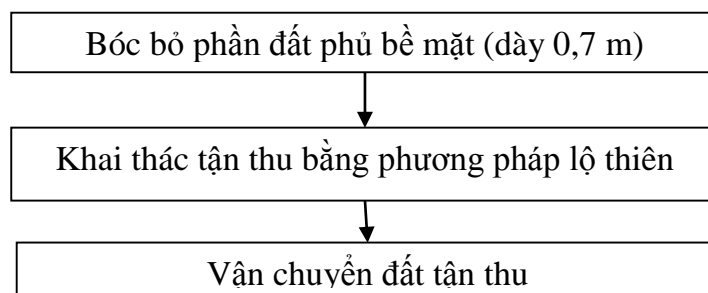 Bóc bỏ phần đất phủ bề mặt (dày 0,7 m)
Khai thác tận thu bằng phương pháp lộ thiên
Vận chuyển đất tận thu